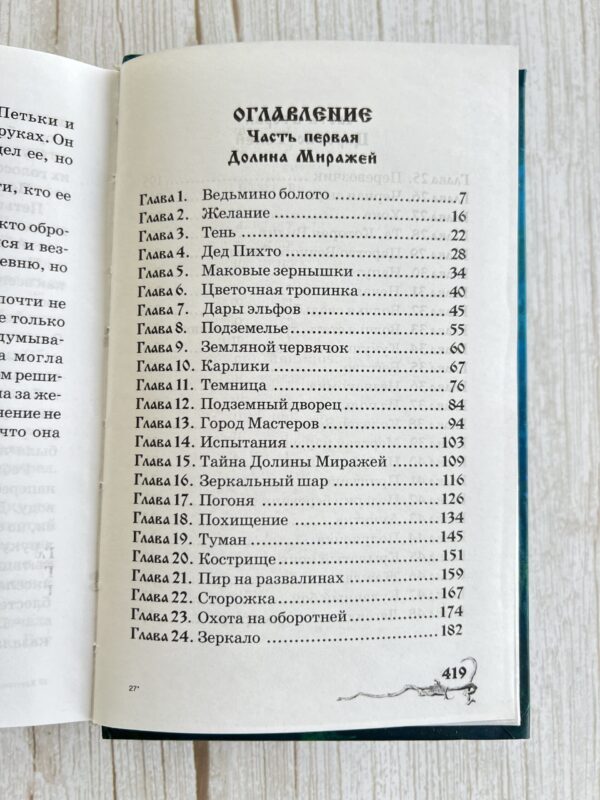 Петьки и
руках. Он
дел ее, но
ти, кто ее
кто обро-
ся и вез-
ревню, но
почти не
е только
думыва-
а могла
м реши-
на за же-
нение не
что она
ОГЛАВЛЕНИЕ
Часть первая
Долина Миражей
Глава 1. Ведьмино болото 7
Глава 2. Желание 16
Глава 3. Тень 22
Глава 4. Дед Пихто 28
Глава 5. Маковые зернышки 34
Глава 6. Цветочная тропинка 40
Глава 7. Дары эльфов 49
Глава 8. Подземелье 55
Глава 9. Земляной червячок 60
Глава 10. Карлики 67
Глава 11. Темница 76
Глава 12. Подземный дворец 84
Глава 13. Город Мастеров 94
Глава 14. Испытания 103
Глава 15. Тайна Долины Миражей 109
Глава 16. Зеркальный шар 116
Глава 17. Погоня 126
Глава 18. Похищение 134
Глава 19. Туман 145
Глава 20. Кострище 151
Глава 21. Пир на развалинах 159
Глава 22. Сторожка 167
Глава 23. Охота на оборотней 174
Глава 24. Зеркало 182
419
27*